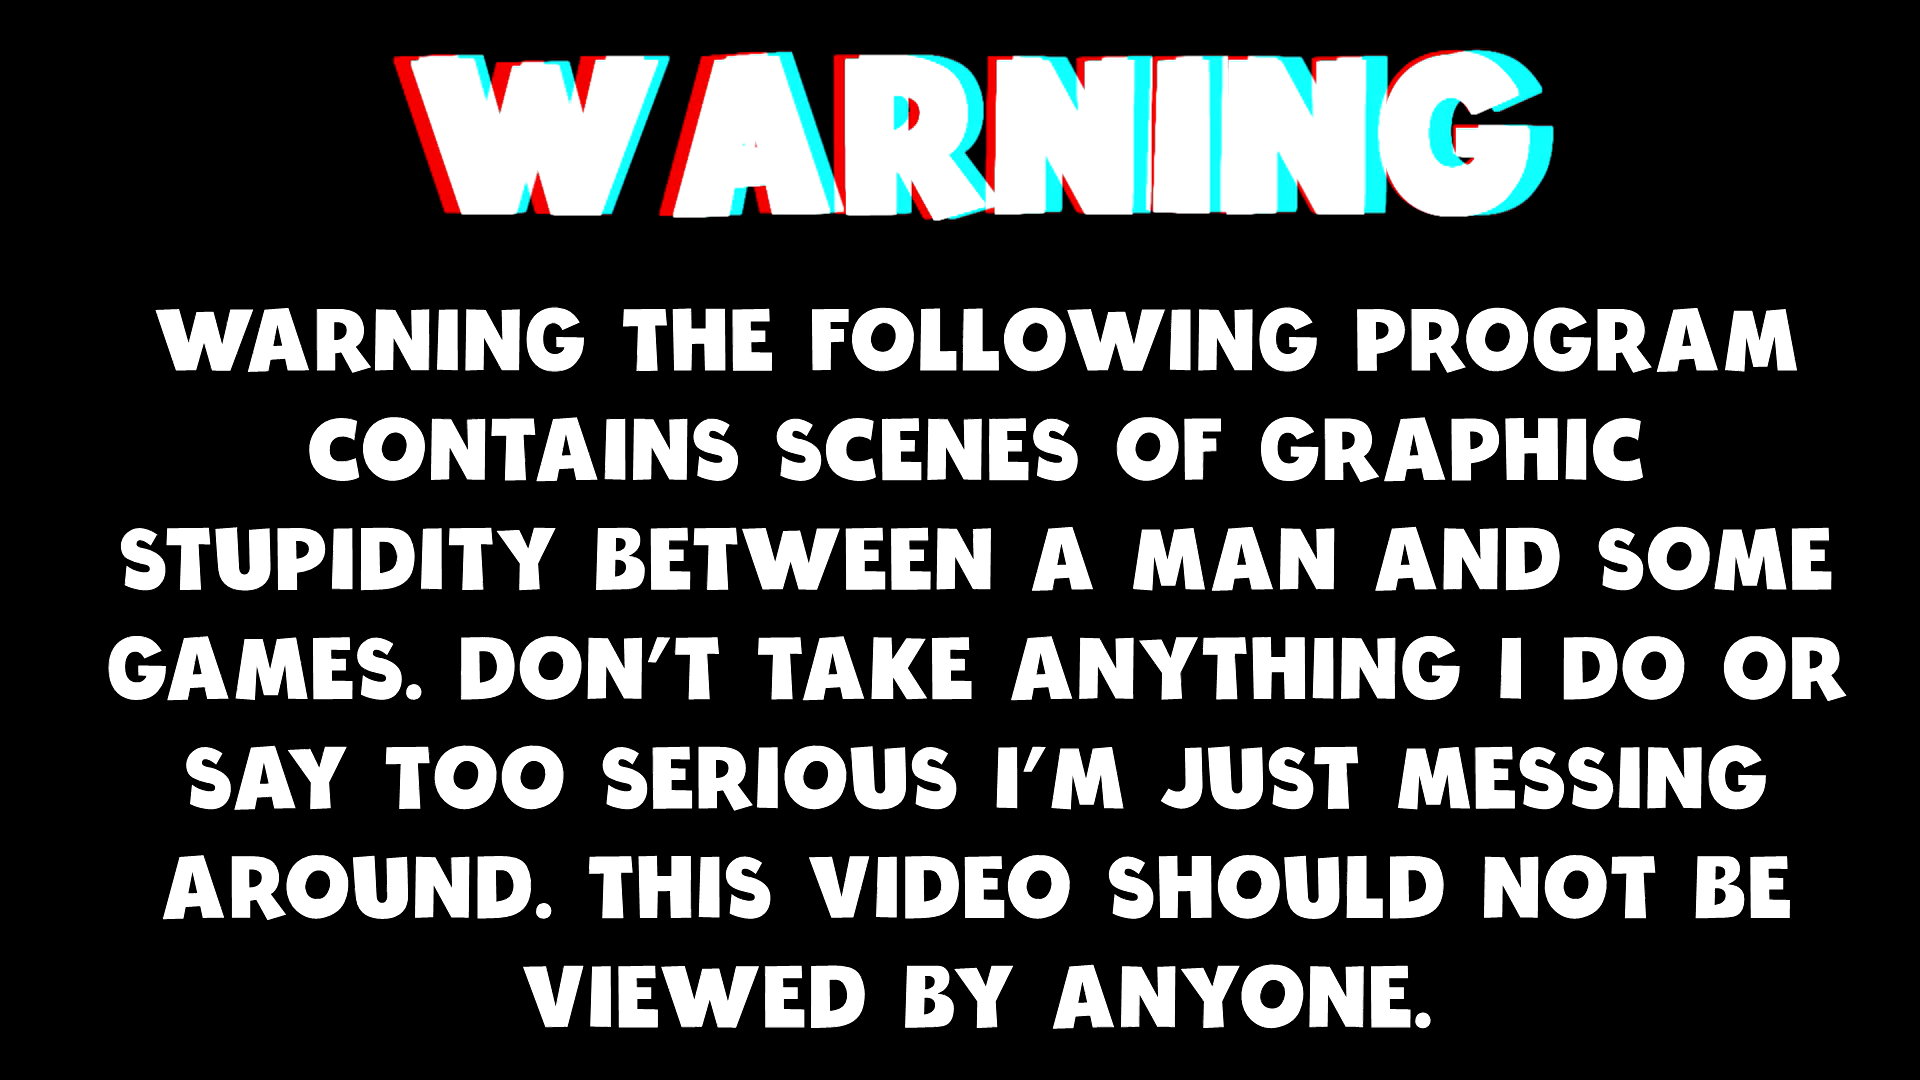 WARNING
WARNING THE FOLLOWING PROGRAM
CONTAINS SCENES OF GRAPHIC
STUPIDITY BETWEEN A MAN AND SOME
GAMES. DON'T TAKE ANYTHING I DO OR
SAY TOO SERIOUS I'M JUST MESSING
AROUND. THIS VIDEO SHOULD NOT BE
VIEWED BY ANYONE.